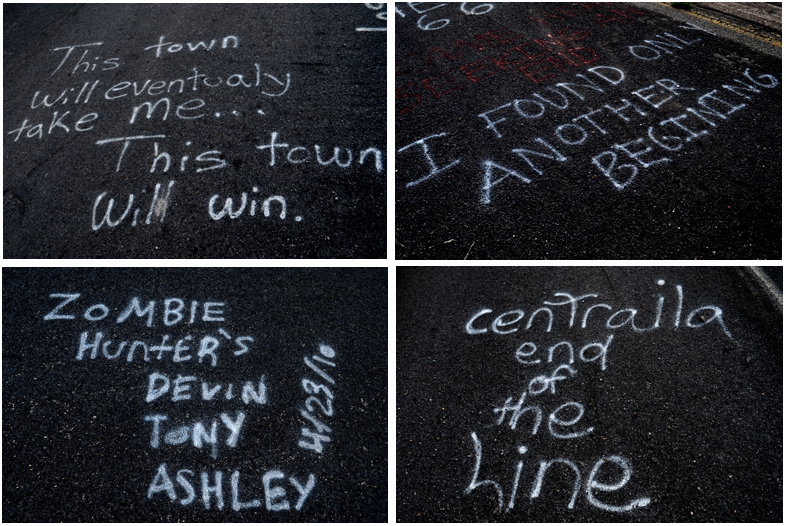 This town
will eventualy
take me...
This town
Will win.
66
I FOUND ONLY
ANOTHER
BEGINING
ZOMBIE
HUNTER'S
DEVIN
TONY
ASHLEY
4/23/10
cenTraila
end
of
the
Line